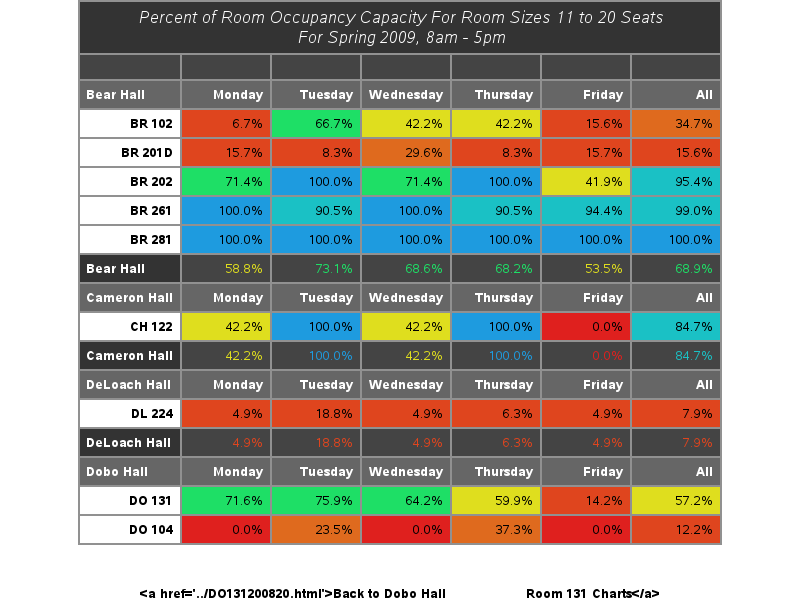 Percent of Room Occupancy Capacity For Room Sizes 11 to 20 Seats
For Spring 2009, 8am - 5pm
Bear Hall Monday Tuesday Wednesday Thursday Friday All
BR 102 6.7% 66.7% 42.2% 42.2% 15.6% 34.7%
BR 201D 15.7% 8.3% 29.6% 8.3% 15.7% 15.6%
BR 202 71.4% 100.0% 71.4% 100.0% 41.9% 95.4%
BR 261 100.0% 90.5% 100.0% 90.5% 94.4% 99.0%
BR 281 100.0% 100.0% 100.0% 100.0% 100.0% 100.0%
Bear Hall 58.8% 73.1% 68.6% 68.2% 53.5% 68.9%
Cameron Hall Monday Tuesday Wednesday Thursday Friday All
CH 122 42.2% 100.0% 42.2% 100.0% 0.0% 84.7%
Cameron Hall 42.2% 100.0% 42.2% 100.0% 0.0% 84.7%
DeLoach Hall Monday Tuesday Wednesday Thursday Friday All
DL 224 4.9% 18.8% 4.9% 6.3% 4.9% 7.9%
DeLoach Hall 4.9% 18.8% 4.9% 6.3% 4.9% 7.9%
Dobo Hall Monday Tuesday Wednesday Thursday Friday All
DO 131 71.6% 75.9% 64.2% 59.9% 14.2% 57.2%
DO 104 0.0% 23.5% 0.0% 37.3% 0.0% 12.2%
<a href='../DO131200820.html'>Back to Dobo Hall Room 131 Charts</a>